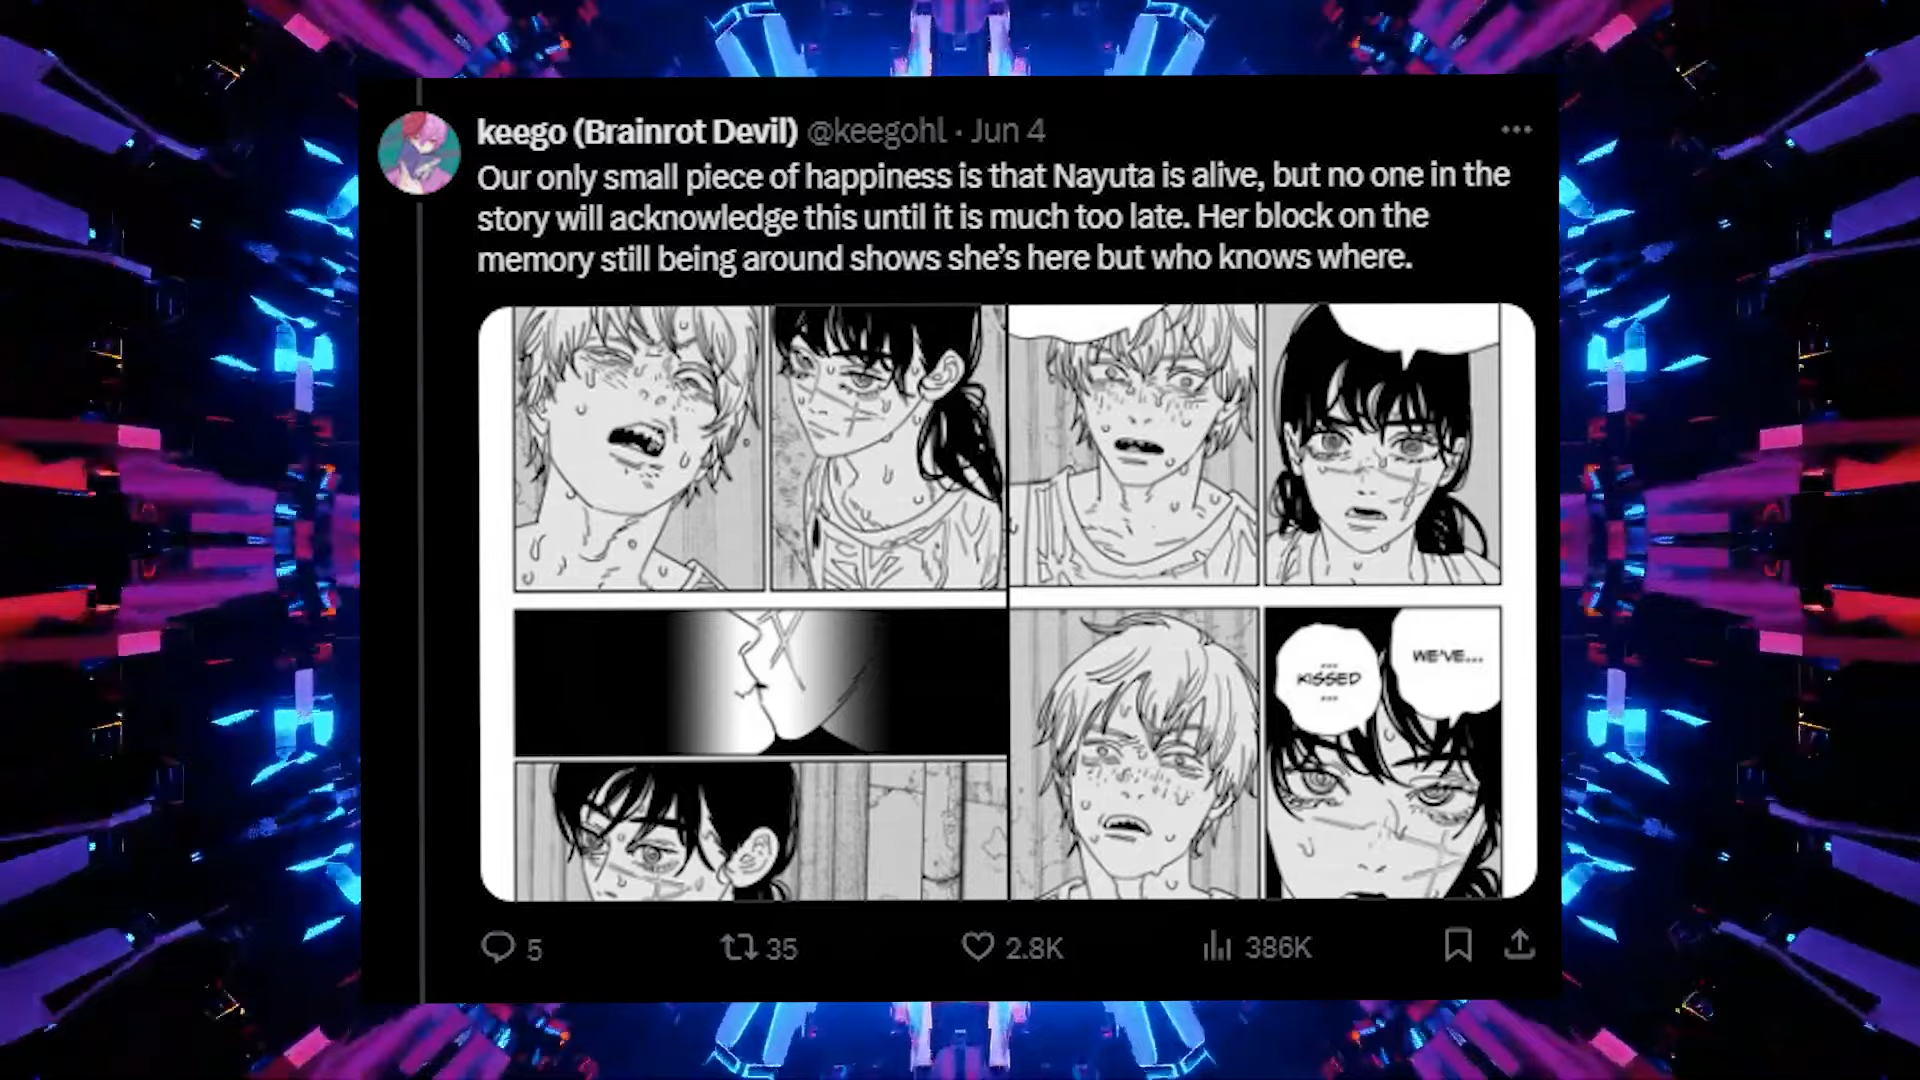 keego (Brainrot Devil) @keegohl · Jun 4
Our only small piece of happiness is that Nayuta is alive, but no one in the
story will acknowledge this until it is much too late. Her block on the
memory still being around shows she’s here but who knows where.
WE'VE...
...
KISSED
...
5 35 2.8K 386K